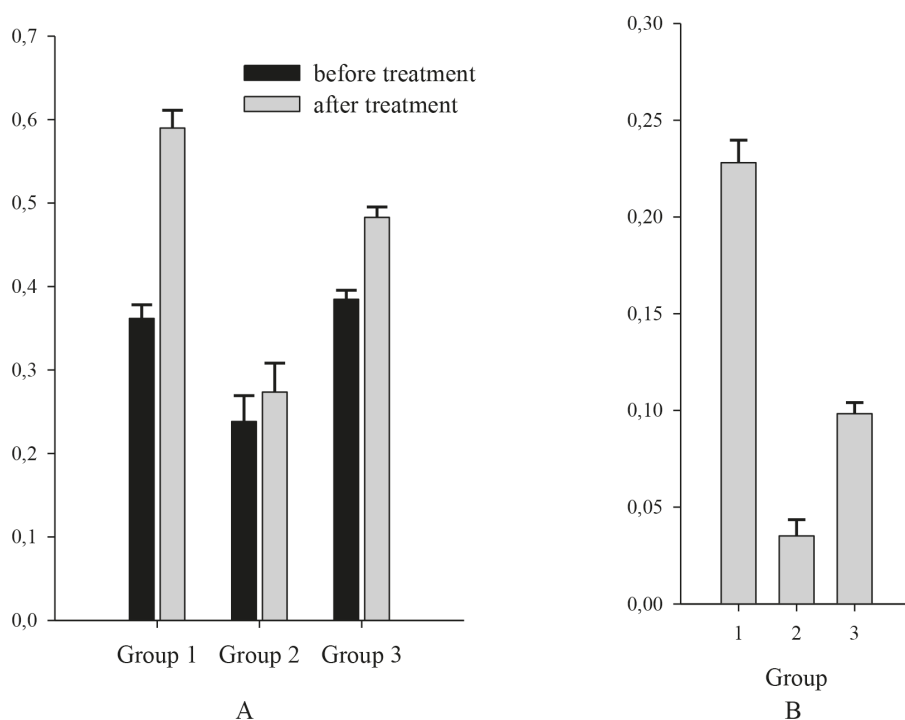 0,7
0,6
0,5
0,4
0,3
0,2
0,1
0,0
before treatment
after treatment
Group 1 Group 2 Group 3
A
0,30
0,25
0,20
0,15
0,10
0,05
0,00
1 2 3
Group
B